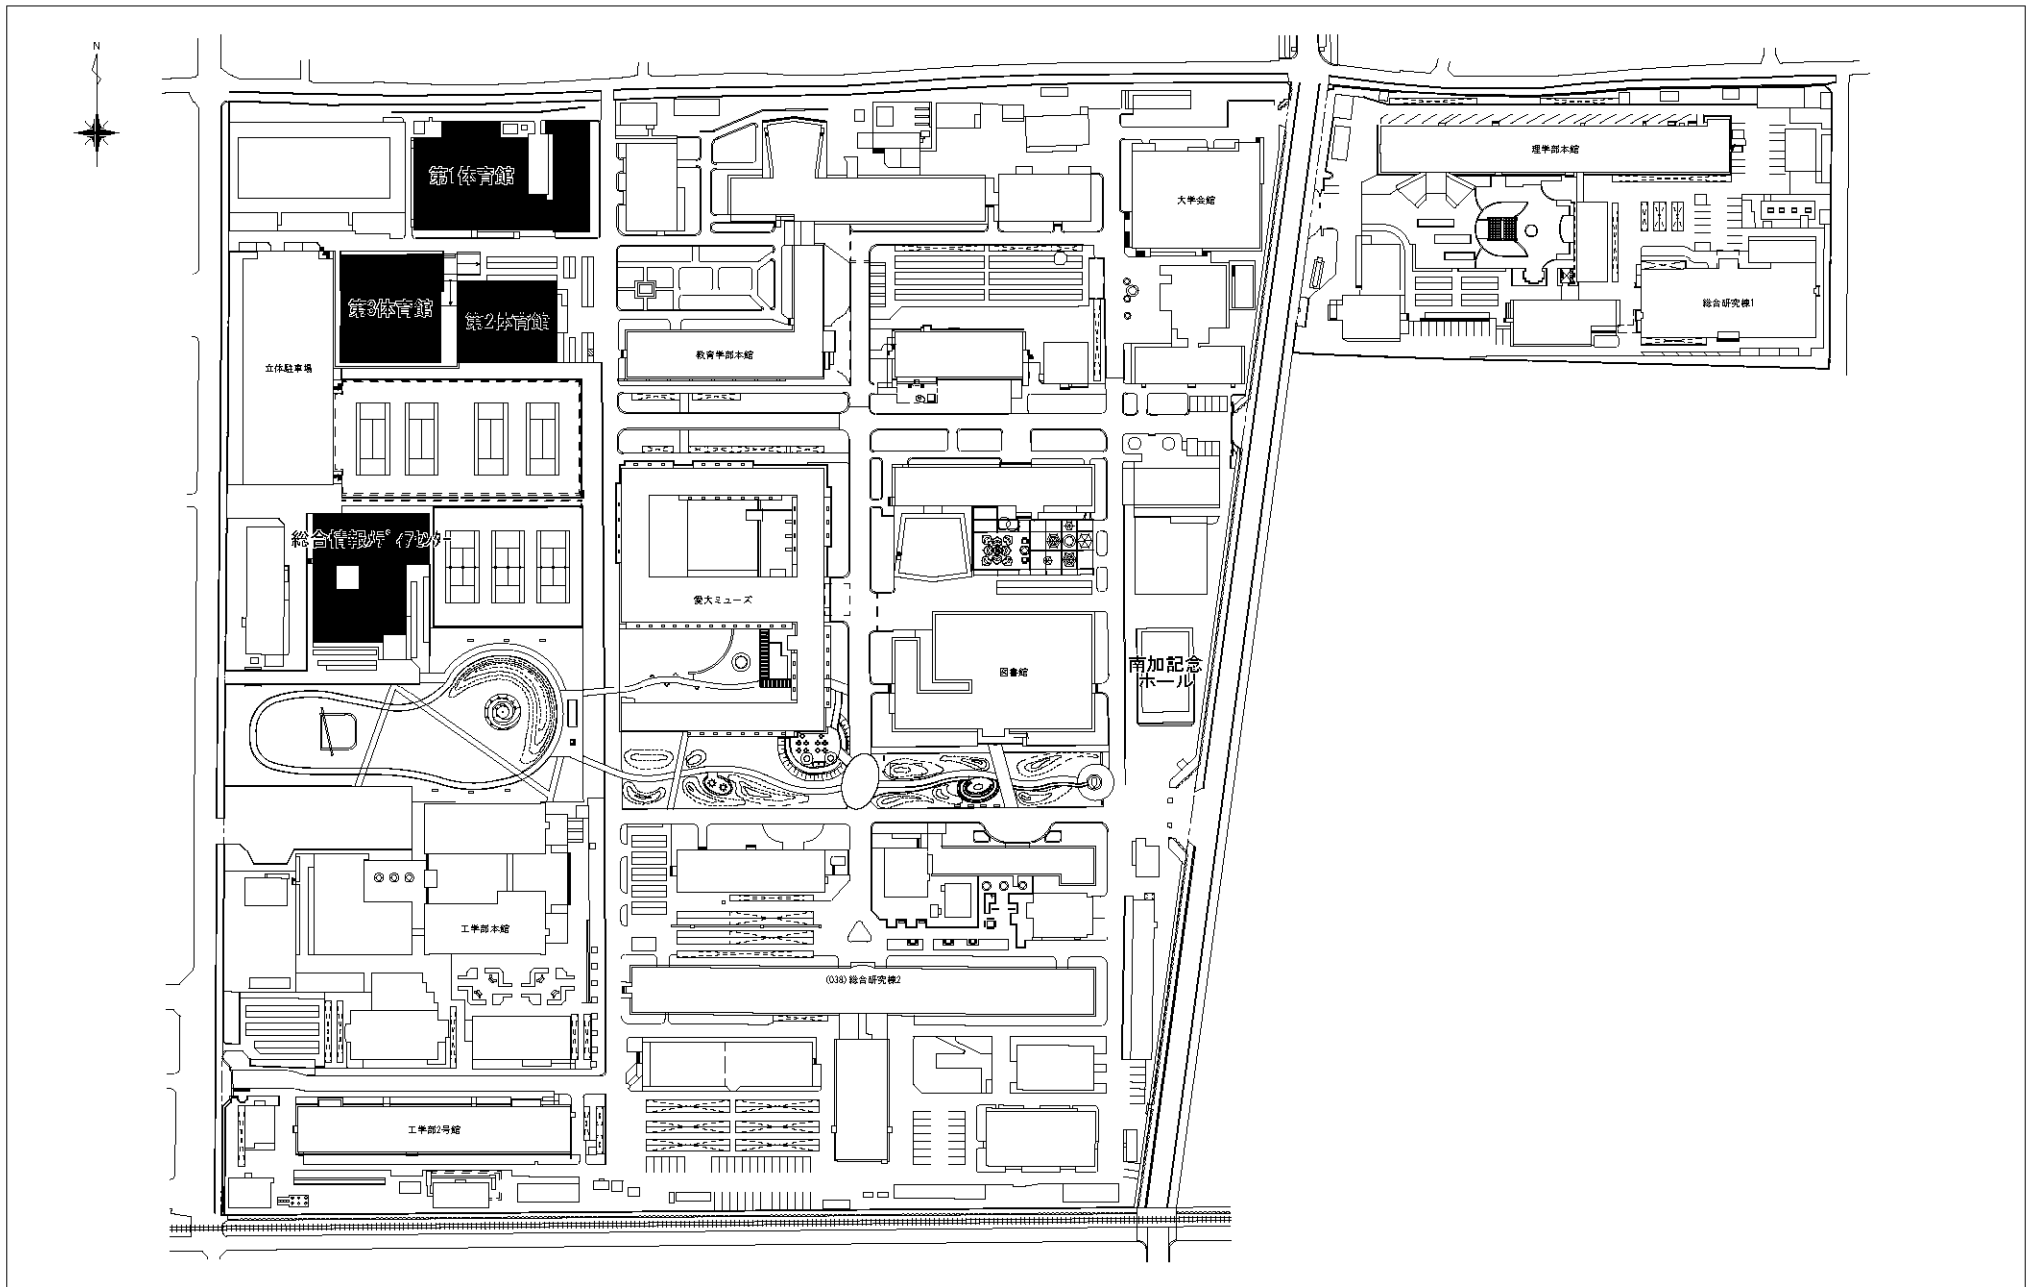 N
第1体育館
理学部本館
大学会館
第3体育館
第2体育館
総合研究棟1
教育学部本館
立体駐車場
総合情報メディアセンター
愛大ミューズ
図書館
南加記念
ホール
工学部本館
(038)総合研究棟2
工学部2号館